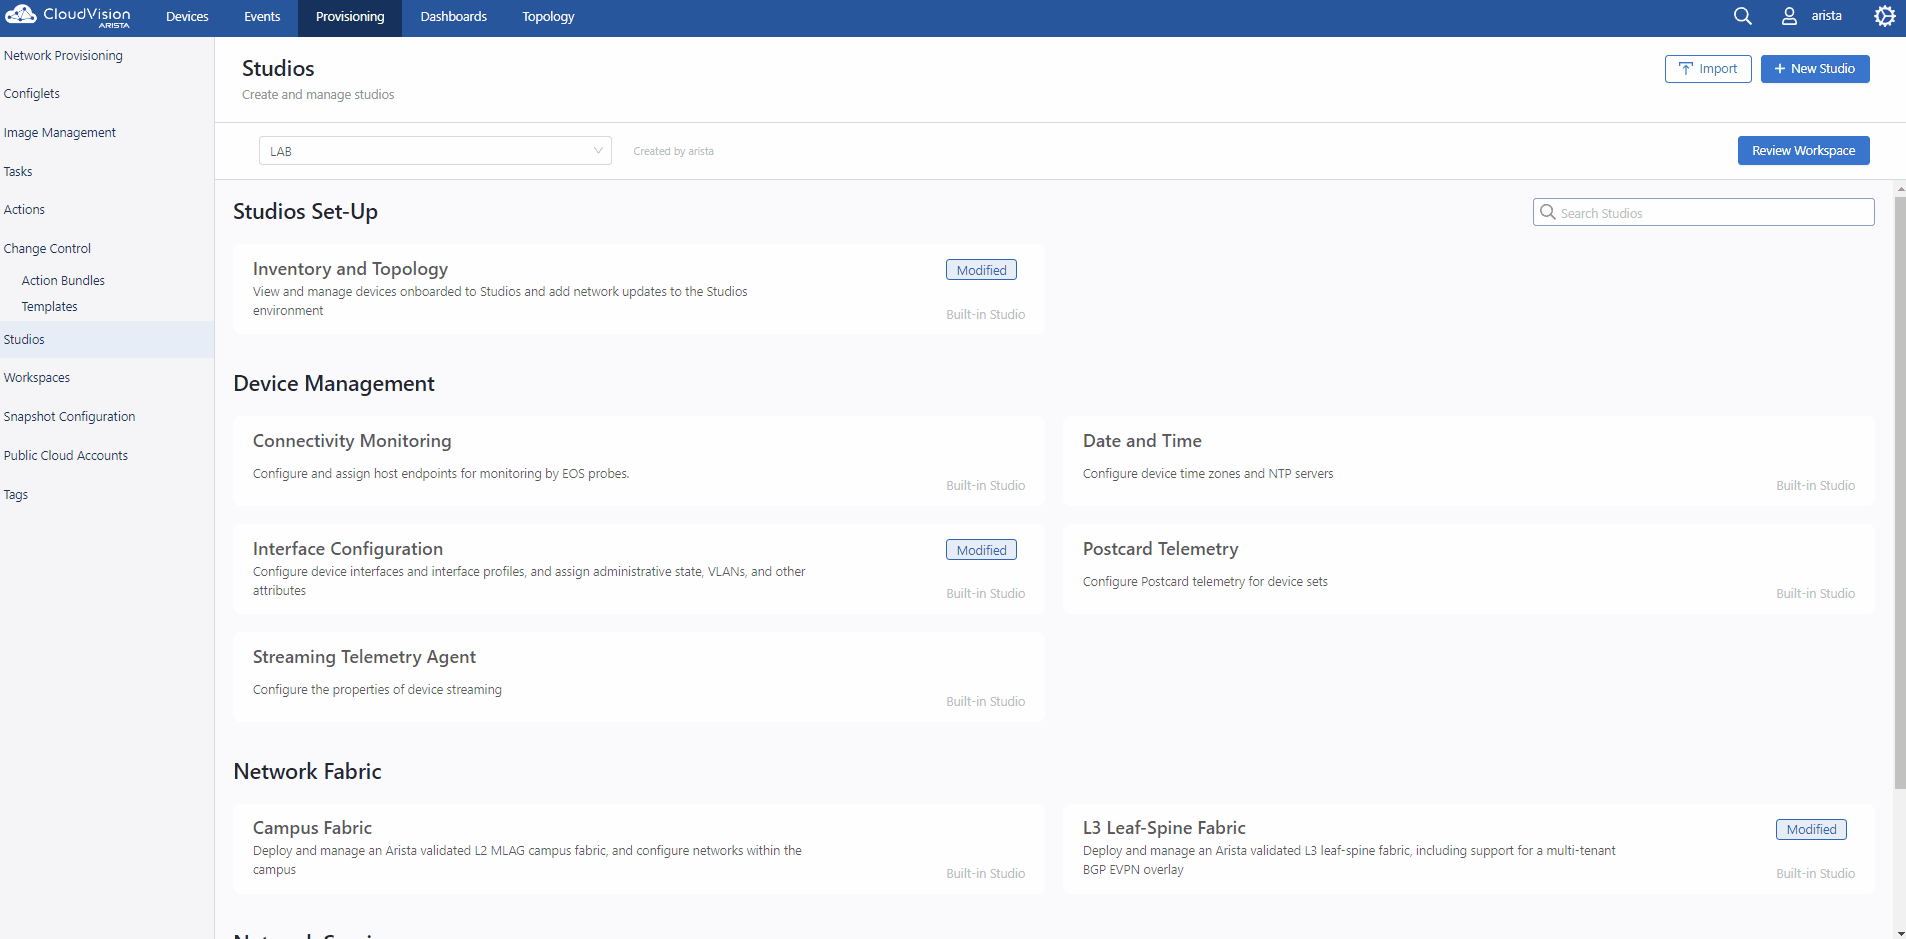 CloudVision
ARISTA
Devices
Events
Provisioning
Dashboards
Topology
arista
Network Provisioning
Configlets
Image Management
Tasks
Actions
Change Control
Action Bundles
Templates
Studios
Workspaces
Snapshot Configuration
Public Cloud Accounts
Tags
Studios
Create and manage studios
Import
+ New Studio
LAB
Created by arista
Review Workspace
Studios Set-Up
Search Studios
Inventory and Topology
Modified
View and manage devices onboarded to Studios and add network updates to the Studios
environment
Built-in Studio
Device Management
Connectivity Monitoring
Configure and assign host endpoints for monitoring by EOS probes.
Built-in Studio
Date and Time
Configure device time zones and NTP servers
Built-in Studio
Interface Configuration
Modified
Configure device interfaces and interface profiles, and assign administrative state, VLANs, and other
attributes
Built-in Studio
Postcard Telemetry
Configure Postcard telemetry for device sets
Built-in Studio
Streaming Telemetry Agent
Configure the properties of device streaming
Built-in Studio
Network Fabric
Campus Fabric
Deploy and manage an Arista validated L2 MLAG campus fabric, and configure networks within the
campus
Built-in Studio
L3 Leaf-Spine Fabric
Modified
Deploy and manage an Arista validated L3 leaf-spine fabric, including support for a multi-tenant
BGP EVPN overlay
Built-in Studio